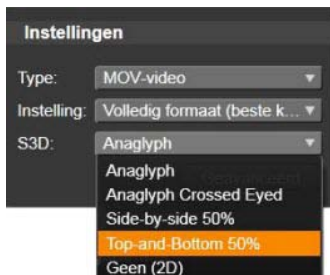 Instellingen
Type: MOV-video
Instelling: Volledig formaat (beste k...
S3D: Anaglyph
Anaglyph
Anaglyph Crossed Eyed
Side-by-side 50%
Top-and-Bottom 50%
Geen (2D)